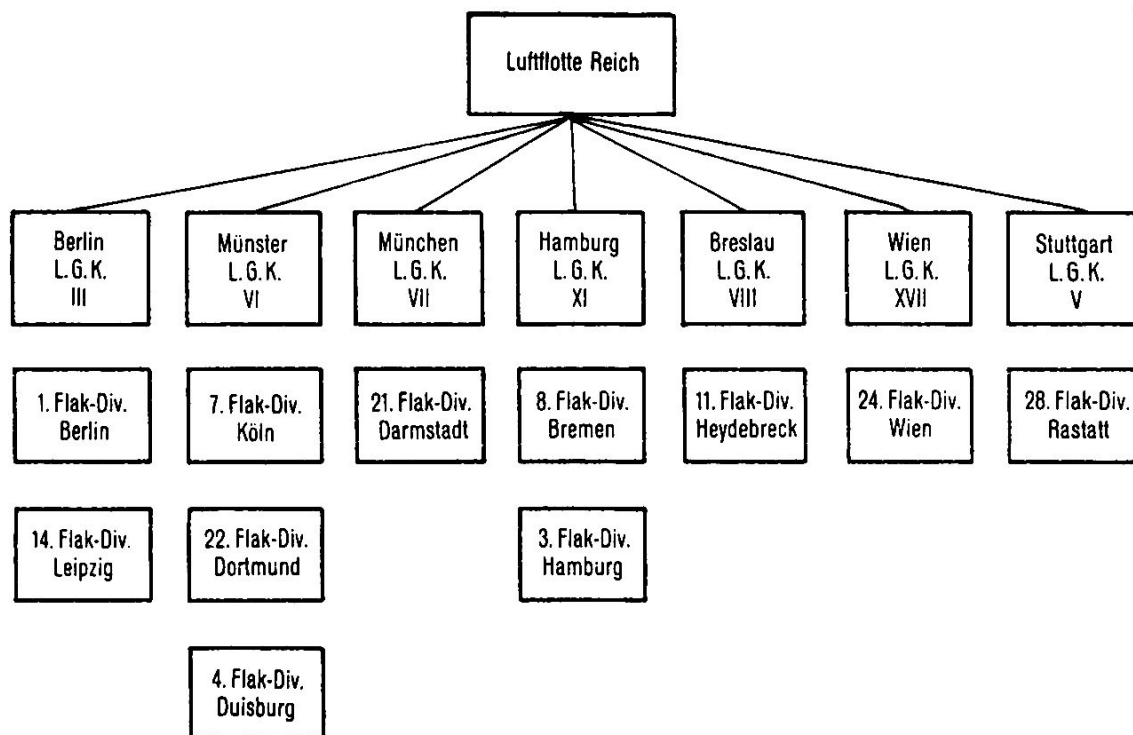 Luftflotte Reich
Berlin
L. G. K.
III
Münster
L. G. K.
VI
München
L. G. K.
VII
Hamburg
L. G. K.
XI
Breslau
L. G. K.
VIII
Wien
L. G. K.
XVII
Stuttgart
L. G. K.
V
1. Flak-Div.
Berlin
7. Flak-Div.
Köln
21. Flak-Div.
Darmstadt
8. Flak-Div.
Bremen
11. Flak-Div.
Heydebreck
24. Flak-Div.
Wien
28. Flak-Div.
Rastatt
14. Flak-Div.
Leipzig
22. Flak-Div.
Dortmund
3. Flak-Div.
Hamburg
4. Flak-Div.
Duisburg